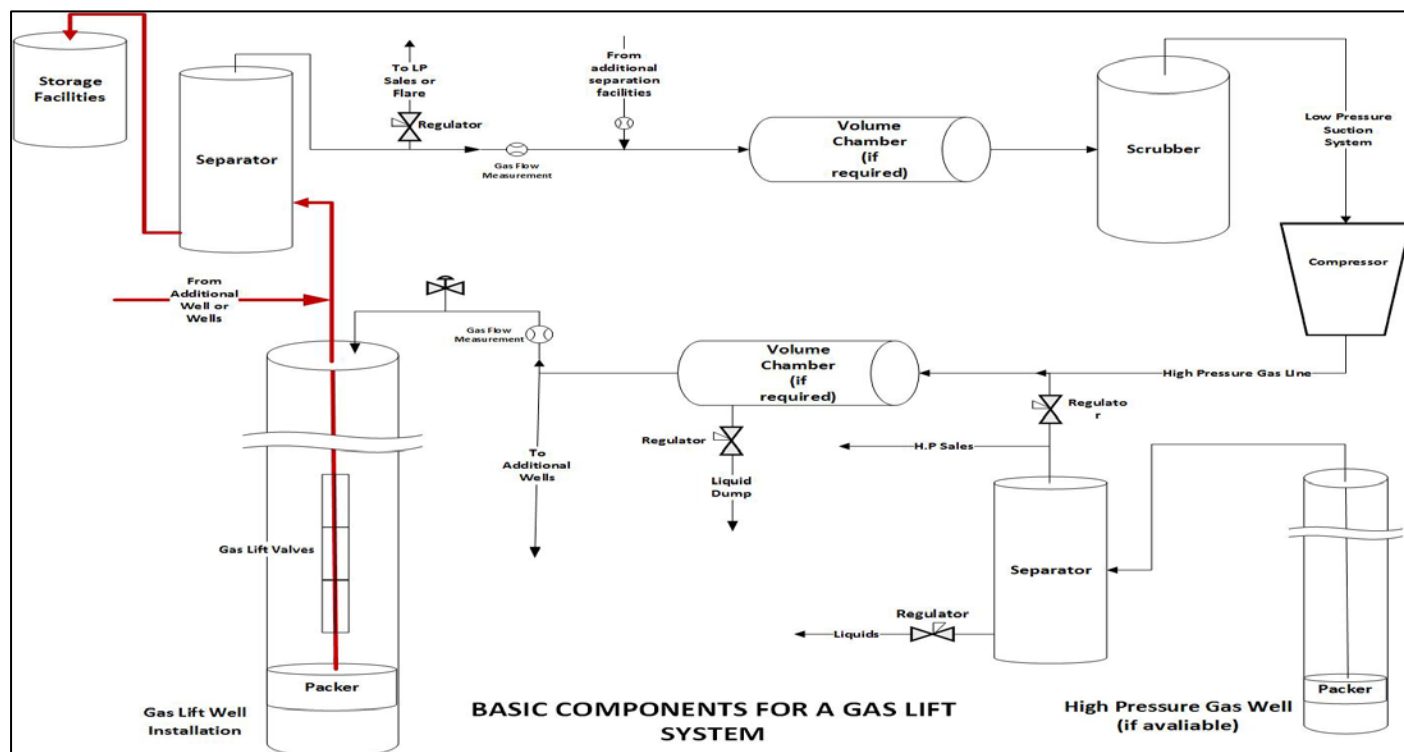 Storage
Facilities
Separator
To LP
Sales or
Flare
Regulator
Gas Flow
Measurement
From
additional
separation
facilities
Volume
Chamber
(if
required)
Scrubber
Low Pressure
Suction
System
Compressor
From
Additional
Well or
Wells
Gas Flow
Measurement
Volume
Chamber
(if
required)
High Pressure Gas Line
Regulato
r
Regulator
H.P Sales
To
Additional
Wells
Liquid
Dump
Gas Lift Valves
Separator
Regulator
Liquids
Packer
Packer
Gas Lift Well
Installation
BASIC COMPONENTS FOR A GAS LIFT
SYSTEM
High Pressure Gas Well
(if avaliable)